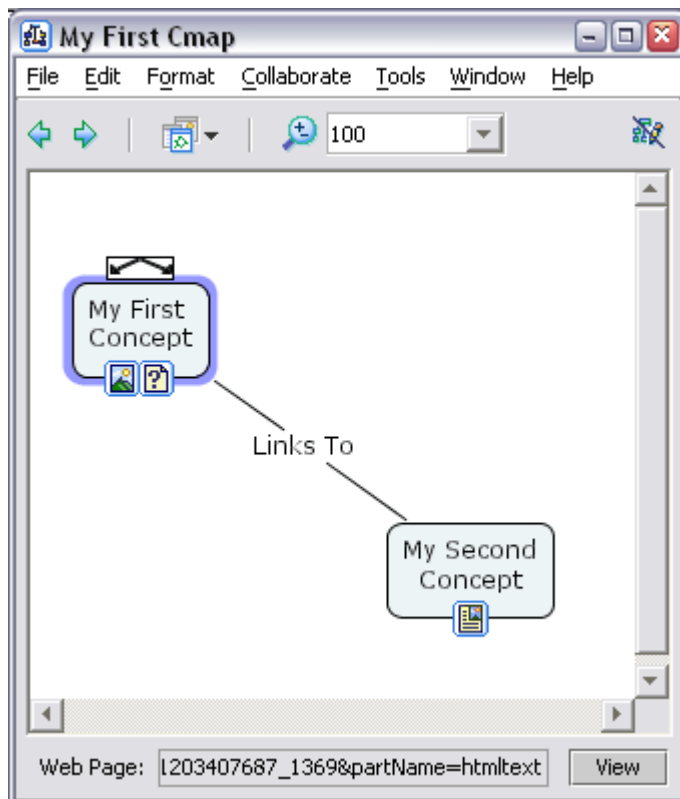 My First Cmap
File Edit Format Collaborate Tools Window Help
100
My First
Concept
Links To
My Second
Concept
Web Page: 1203407687_1369&partName=htmltext View